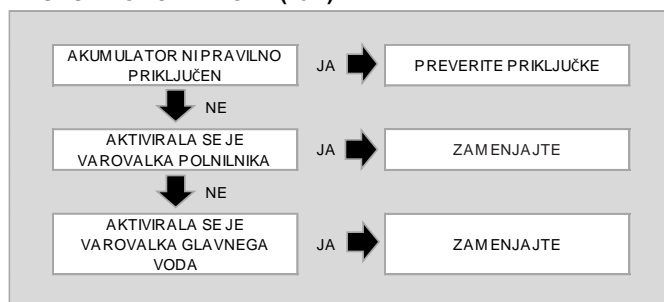 AKUMULATOR NI PRAVILNO
PRIKLJUČEN
JA
PREVERITE PRIKLJUČKE
NE
AKTIVIRALA SE JE
VAROVALKA POLNILNIKA
JA
ZAMENJAJTE
NE
AKTIVIRALA SE JE
VAROVALKA GLAVNEGA
VODA
JA
ZAMENJAJTE